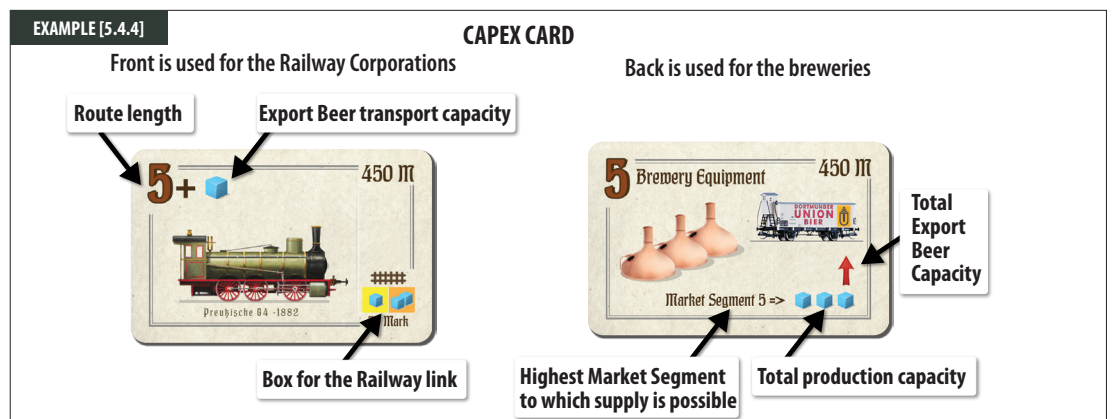 EXAMPLE [5.4.4]
CAPEX CARD
Front is used for the Railway Corporations
Back is used for the breweries
Route length
Export Beer transport capacity
5+
450 M
Preußische G4 -1882
Mark
Box for the Railway link
5 Brewery Equipment
450 M
DORTMUNDER
UNION
BIER
U
Market Segment 5 =>
Total
Export
Beer
Capacity
Highest Market Segment
to which supply is possible
Total production capacity